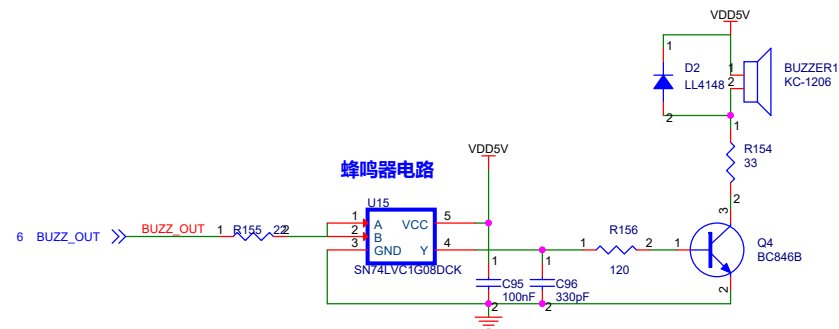 VDD5V
1
D2
LL4148
2
1
2
BUZZER1
KC-1206
1
R154
33
2
蜂鸣器电路
VDD5V
U15
1
A
VCC
5
2
B
3
GND
Y
4
SN74LVC1G08DCK
6
BUZZ_OUT
BUZZ_OUT
1
R155
22
2
1
R156
2
120
1
3
Q4
BC846B
2
1
C95
100nF
2
1
C96
330pF
2